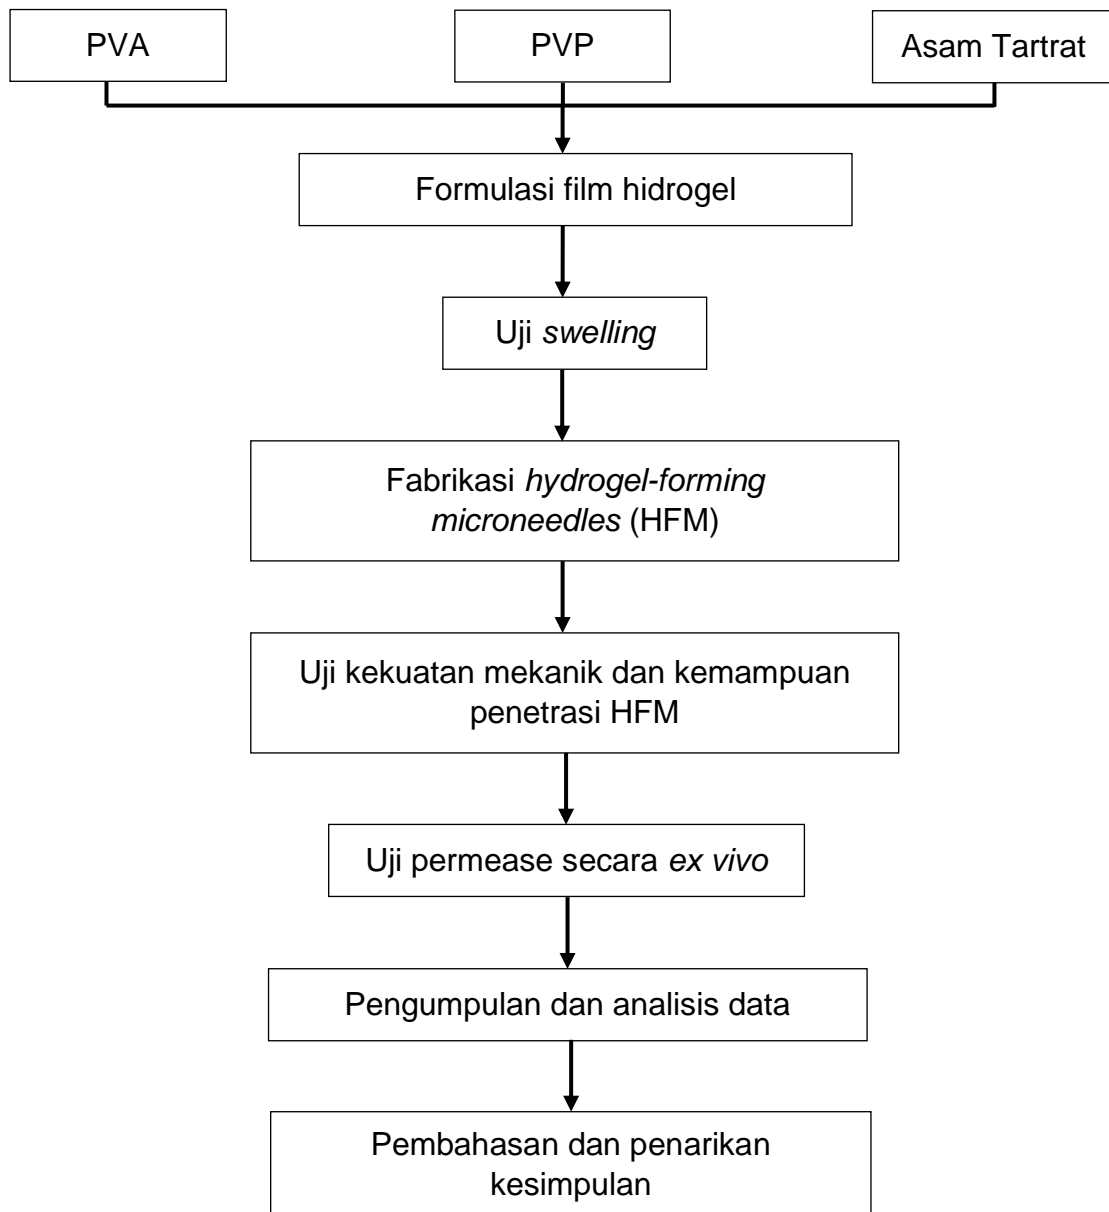 PVA
PVP
Asam Tartrat
Formulasi film hidrogel
Uji swelling
Fabrikasi hydrogel-forming
microneedles (HFM)
Uji kekuatan mekanik dan kemampuan
penetrasi HFM
Uji permease secara ex vivo
Pengumpulan dan analisis data
Pembahasan dan penarikan
kesimpulan